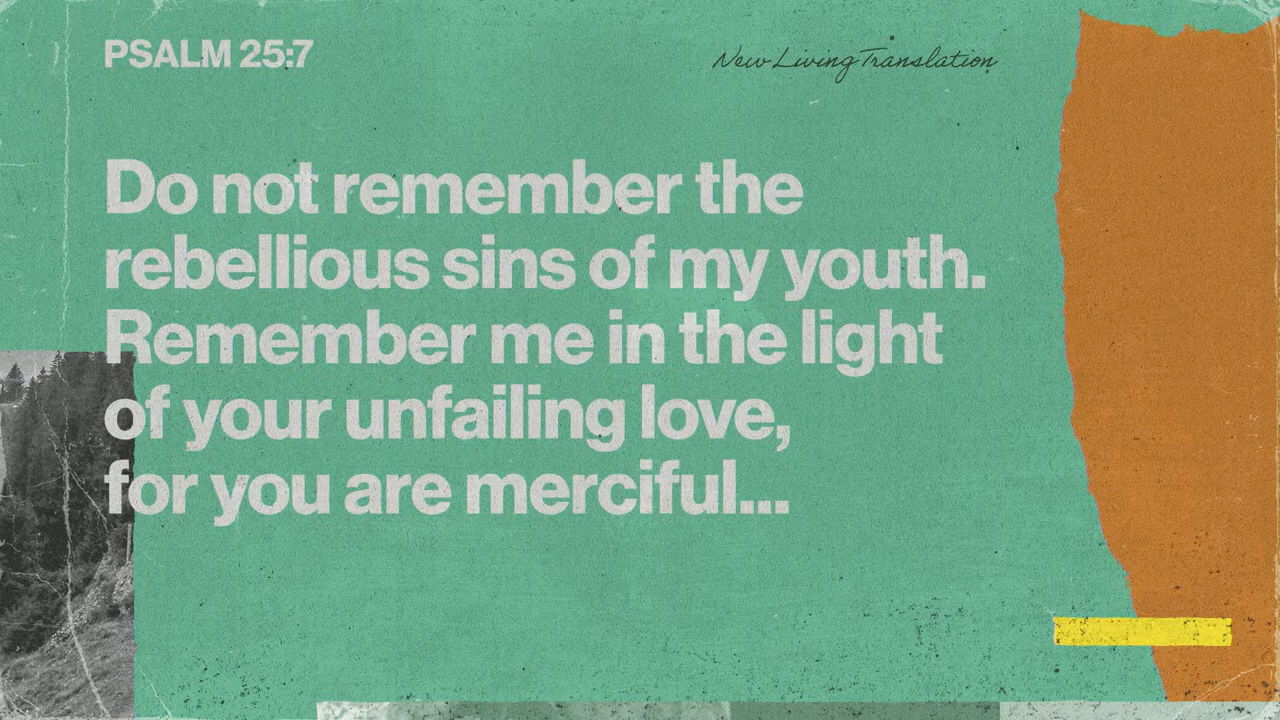 PSALM 25:7
New Living Translation
Do not remember the
rebellious sins of my youth.
Remember me in the light
of your unfailing love,
for you are merciful...